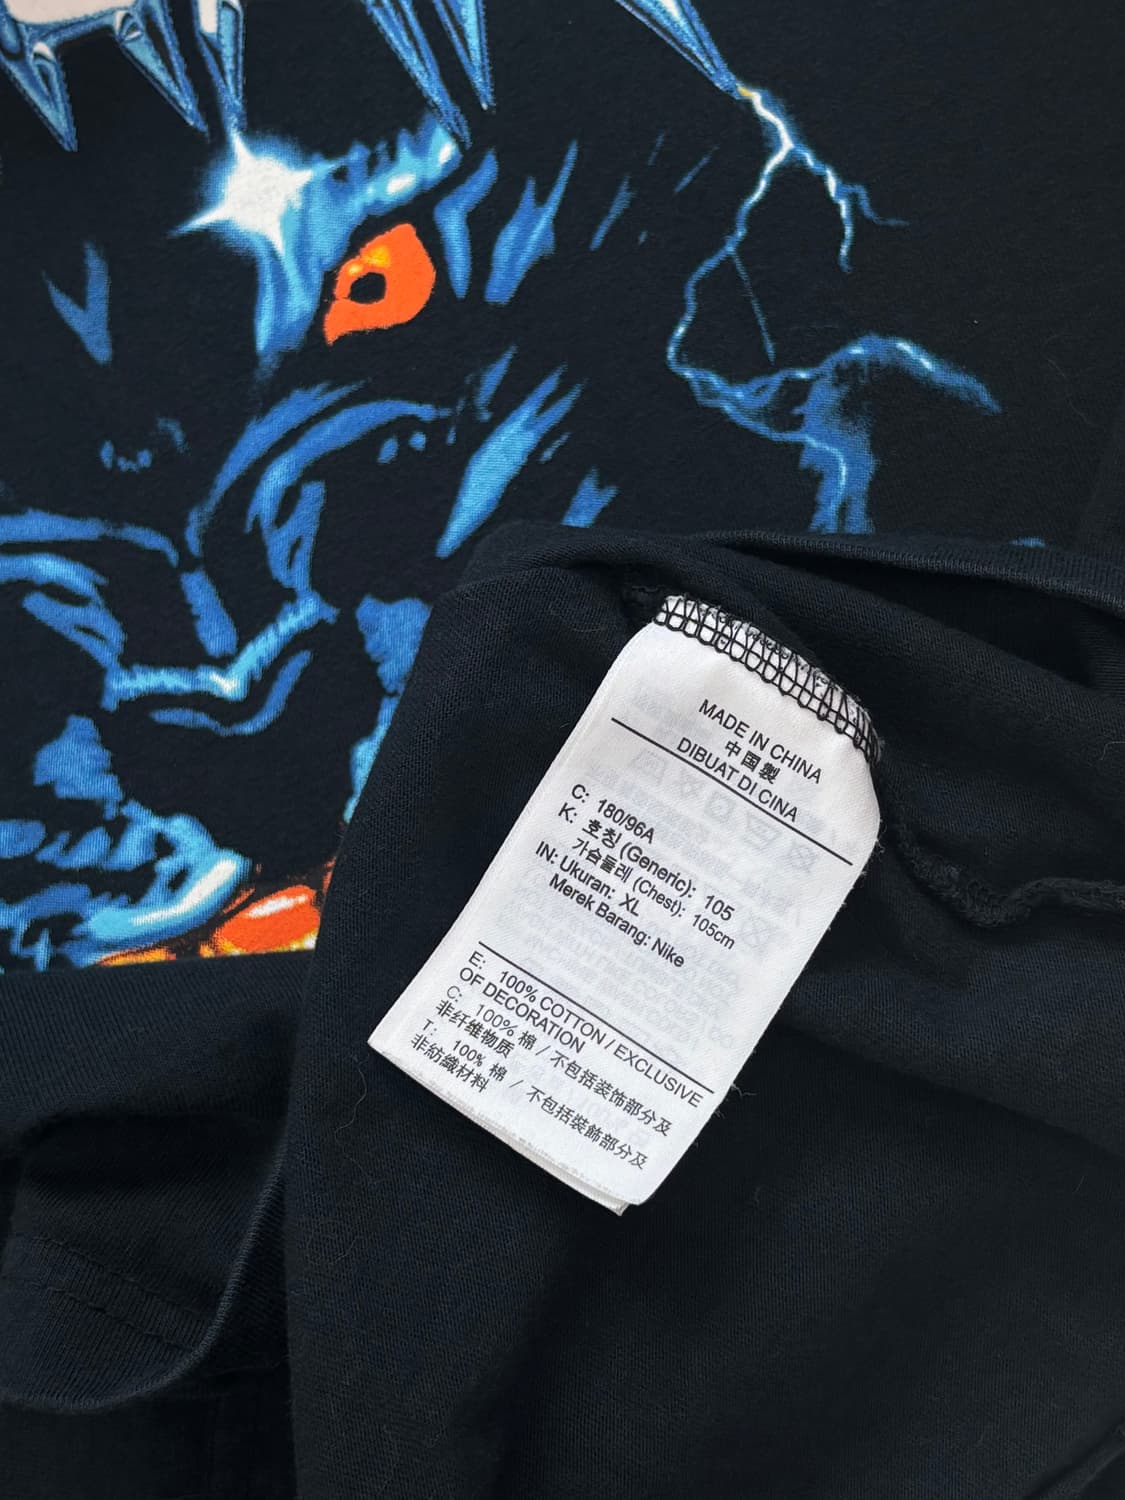 MADE IN CHINA
中国製
DIBUAT DI CINA
C: 180/96A
K: 호칭 (Generic): 105
가슴둘레 (Chest): 105cm
IN: Ukuran: XL
Merek Barang: Nike
E: 100% COTTON / EXCLUSIVE
OF DECORATION
C: 100% 棉 / 不包括装饰部分及
非纤维物质
T: 100% 棉 / 不包括裝飾部分及
非紡織材料